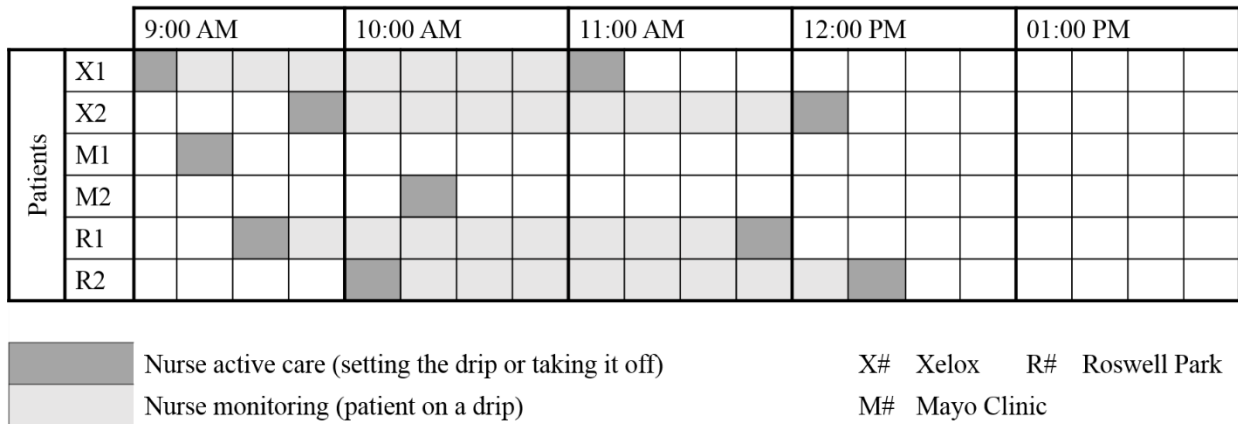 9:00 AM 10:00 AM 11:00 AM 12:00 PM 01:00 PM
Patients
X1
X2
M1
M2
R1
R2
Nurse active care (setting the drip or taking it off) X# Xelox R# Roswell Park
Nurse monitoring (patient on a drip) M# Mayo Clinic